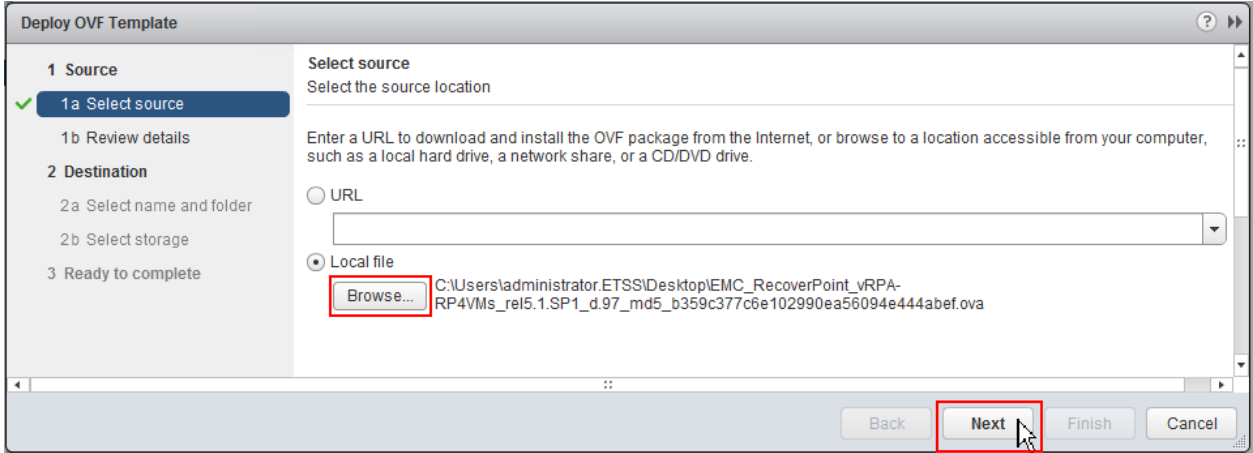 Deploy OVF Template
?
1 Source
1a Select source
1b Review details
2 Destination
2a Select name and folder
2b Select storage
3 Ready to complete
Select source
Select the source location
Enter a URL to download and install the OVF package from the Internet, or browse to a location accessible from your computer,
such as a local hard drive, a network share, or a CD/DVD drive.
URL
Local file
Browse...
C:\Users\administrator.ETSS\Desktop\EMC_RecoverPoint_vRPA-
RP4VMs_rel5.1.SP1_d.97_md5_b359c377c6e102990ea56094e444abef.ova
Back
Next
Finish
Cancel